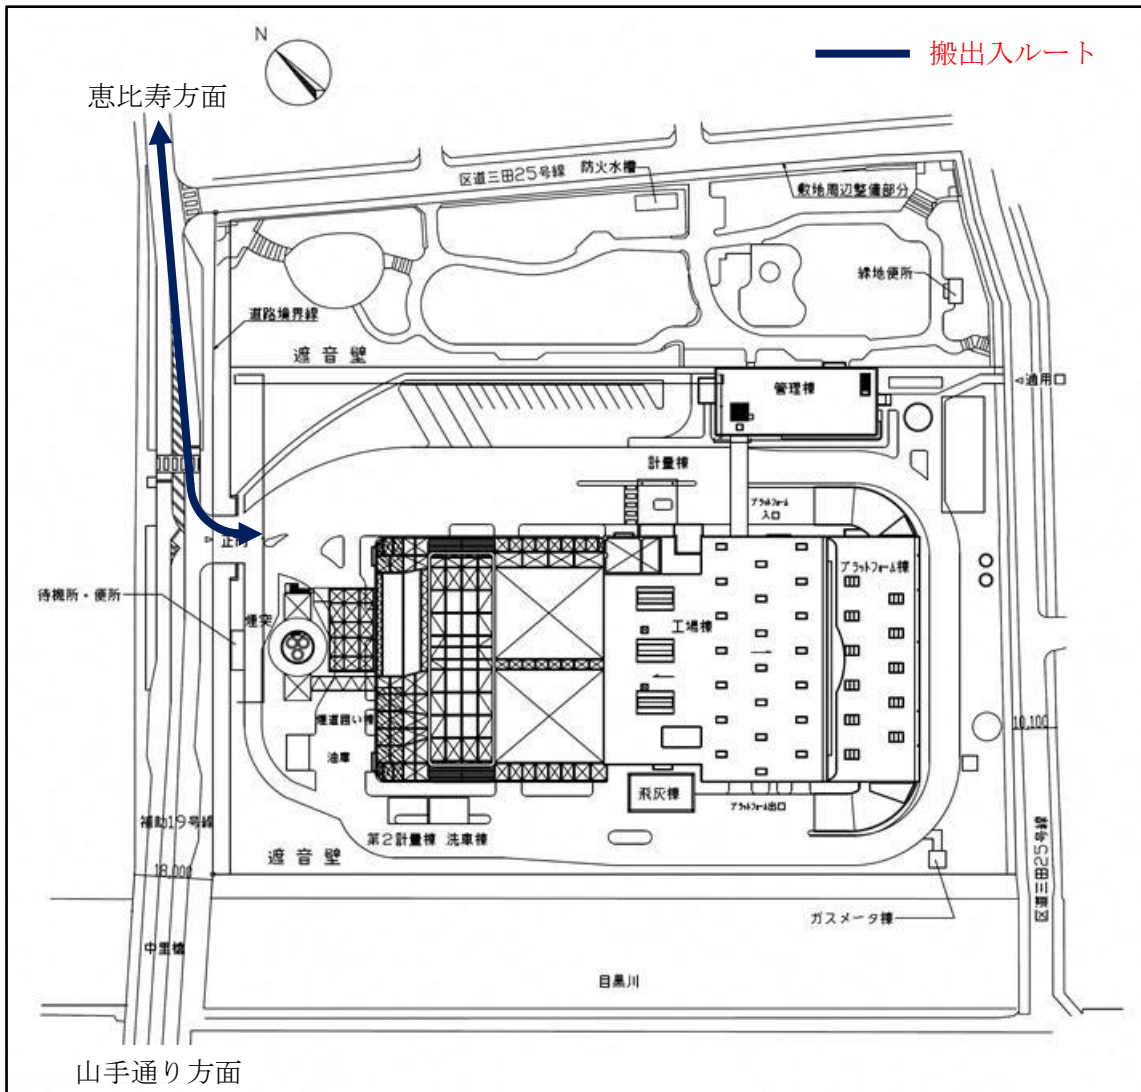 N
搬出入ルート
恵比寿方面
区道三田25号線
防火水槽
敷地周辺整備部分
緑地便所
道路境界線
遮音壁
管理棟
◁通用口
計量棟
プラットフォーム
入口
▷正門
プラットフォーム棟
待機所・便所
煙突
工場棟
煙道囲い棟
油庫
10,100
飛灰棟
プラットフォーム出口
補助19号線
第2計量棟
洗車棟
遮音壁
18,000
区道三田25号線
ガスメータ棟
中里橋
目黒川
山手通り方面